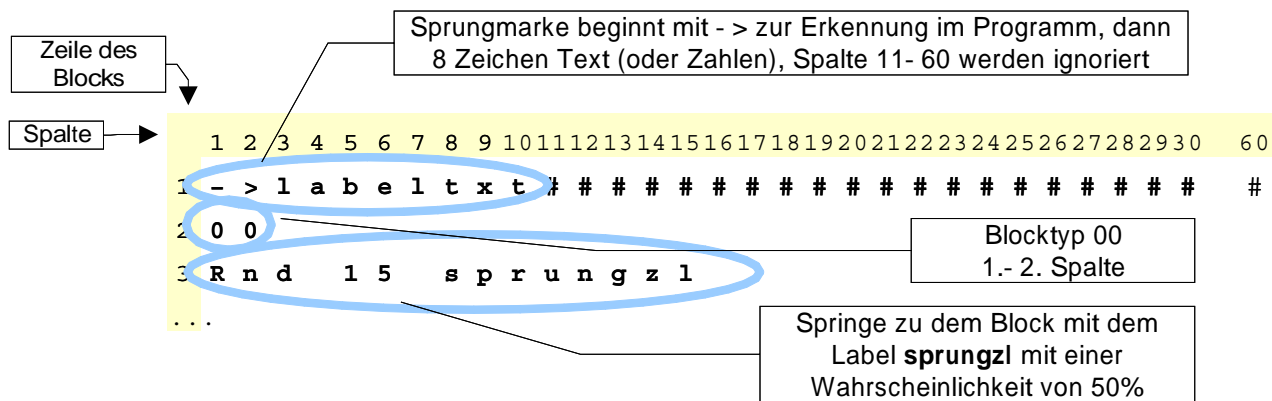 Sprungmarke beginnt mit - > zur Erkennung im Programm, dann
8 Zeichen Text (oder Zahlen), Spalte 11- 60 werden ignoriert
Zeile des
Blocks
Spalte
1 2 3 4 5 6 7 8 9 10 11 12 13 14 15 16 17 18 19 20 21 22 23 24 25 26 27 28 29 30 60
1 - > l a b e l t x t # # # # # # # # # # # # # # # # # # # # #
2 0 0
Blocktyp 00
1.- 2. Spalte
3 R n d 1 5 s p r u n g z l
...
Springe zu dem Block mit dem
Label sprungzl mit einer
Wahrscheinlichkeit von 50%